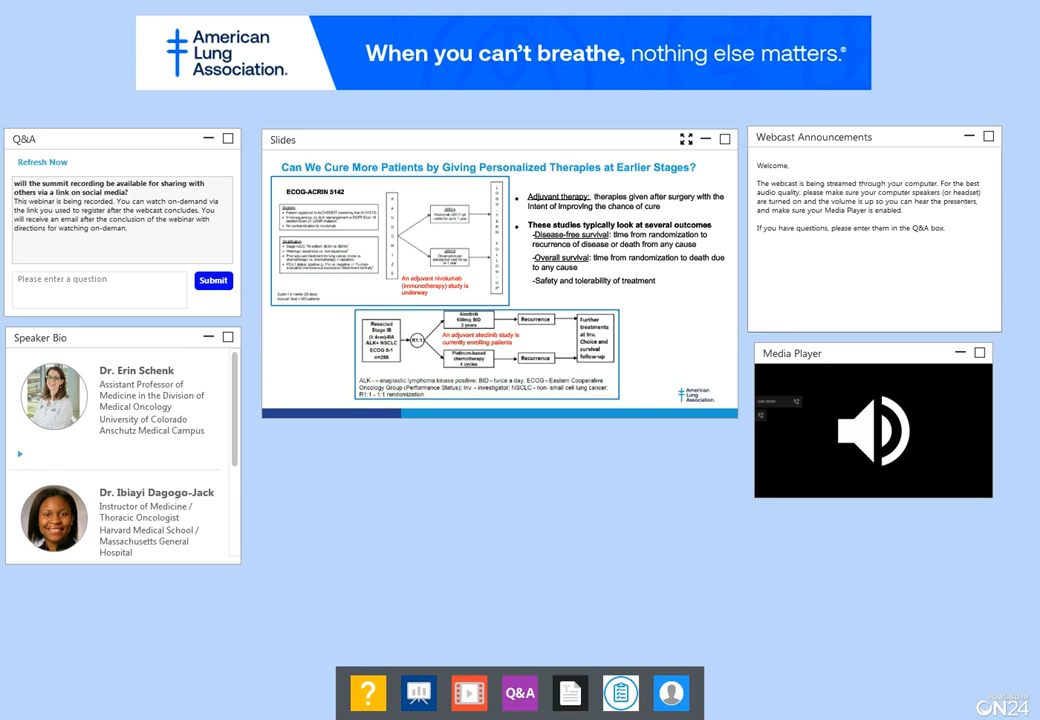 American
Lung
Association.
When you can't breathe, nothing else matters.®
Q&A
Refresh Now
will the summit recording be available for sharing with
others via a link on social media?
This webinar is being recorded. You can watch on-demand via
the link you used to register after the webcast concludes. You
will receive an email after the conclusion of the webinar with
directions for watching on-demand.
Please enter a question
Submit
Speaker Bio
Dr. Erin Schenk
Assistant Professor of
Medicine in the Division of
Medical Oncology
University of Colorado
Anschutz Medical Campus
Dr. Ibiayi Dagogo-Jack
Instructor of Medicine /
Thoracic Oncologist
Harvard Medical School /
Massachusetts General
Hospital
Slides
Can We Cure More Patients by Giving Personalized Therapies at Earlier Stages?
ECOG-ACRIN 5142
RANDOMIZE
LONG TERM FOLLOW-UP
An adjuvant nivolumab
(immunotherapy) study is
underway
• Adjuvant therapy: therapies given after surgery with the
intent of improving the chance of cure
• These studies typically look at several outcomes
-Disease-free survival: time from randomization to
recurrence of disease or death from any cause
-Overall survival: time from randomization to death due
to any cause
-Safety and tolerability of treatment
Resected
Stage IB
ALK+ NSCLC
ECOG 0-1
R1:1
Alectinib
600mg BID
2 years
Recurrence
An adjuvant alectinib study is
currently enrolling patients
Platinum-based
chemotherapy
4 cycles
Recurrence
Further
treatments
at Inv.
Choice and
survival
follow-up
ALK – anaplastic lymphoma kinase positive; BID – twice a day; ECOG – Eastern Cooperative
Oncology Group (Performance Status); Inv. – investigator; NSCLC – non-small cell lung cancer;
R1:1 – 1:1 randomization.
American
Lung
Association.
Webcast Announcements
Welcome,
The webcast is being streamed through your computer. For the best
audio quality, please make sure your computer speakers (or headset)
are turned on and the volume is up so you can hear the presenters,
and make sure your Media Player is enabled.
If you have questions, please enter them in the Q&A box.
Media Player
? Q&A
POWERED BY
ON24